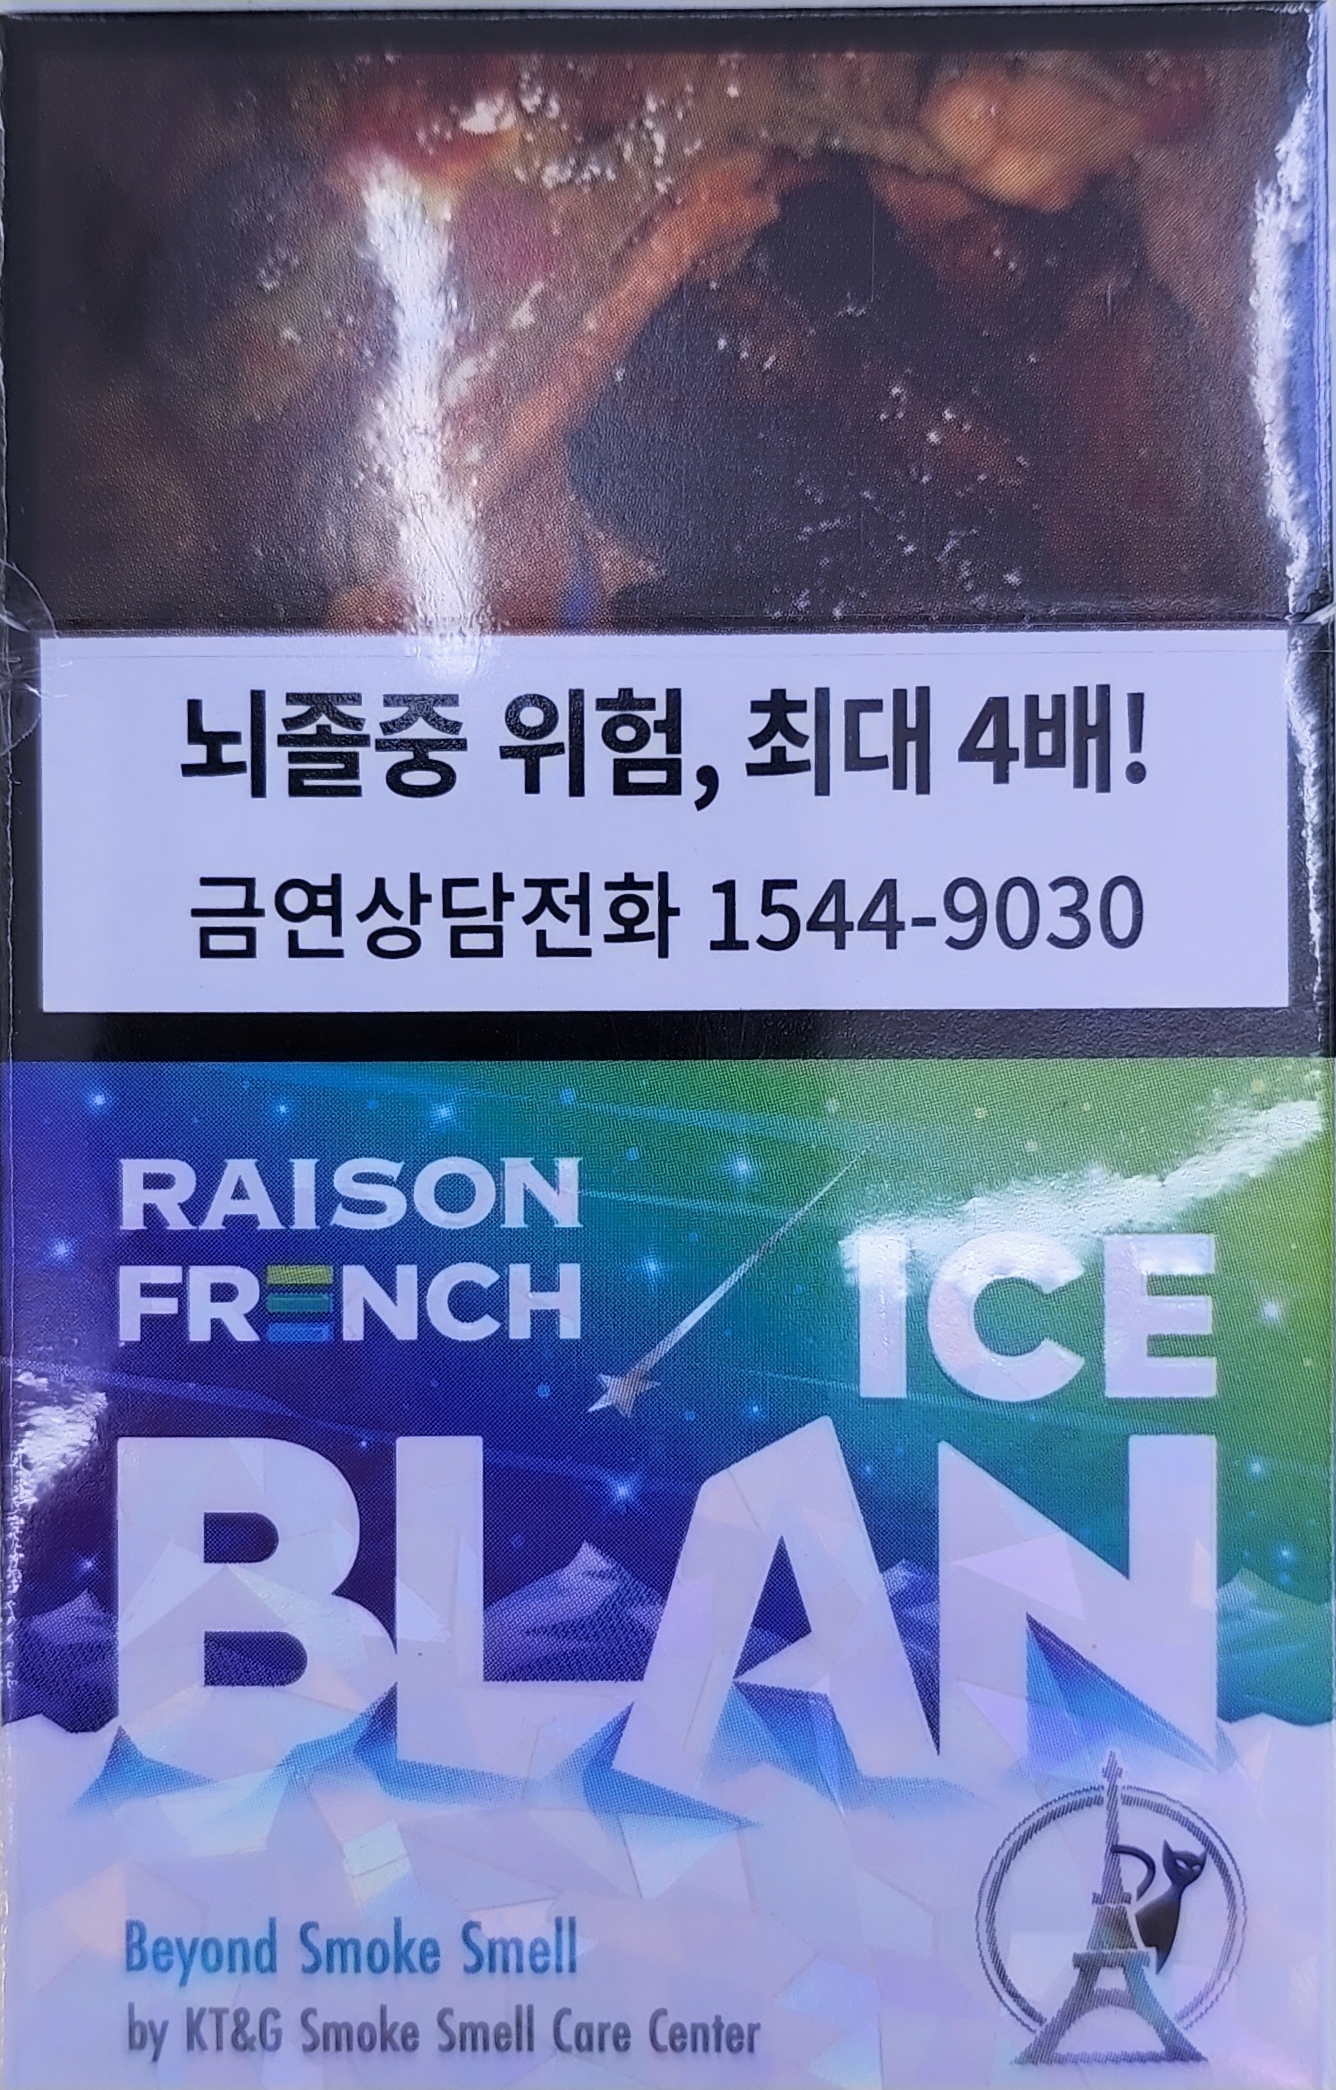 뇌졸중 위험, 최대 4배!
금연상담전화 1544-9030
RAISON
FRENCH
ICE
BLANC
Beyond Smoke Smell
by KT&G Smoke Smell Care Center